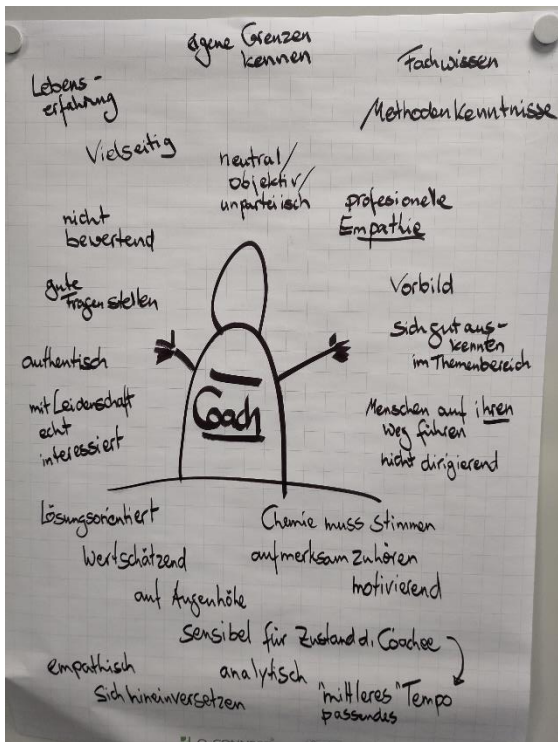 eigene Grenzen
kennen
Fachwissen
Lebens-
erfahrung
Methodenkenntnisse
Vielseitig
neutral/
objektiv/
unparteiisch
profesionelle
Empathie
nicht
bewertend
gute
Fragen stellen
Vorbild
sich gut aus-
kennen
im Themenbereich
authentisch
mit Leidenschaft
echt
interessiert
Coach
Menschen auf ihren
weg führen
nicht dirigierend
Lösungsorientiert
Chemie muss stimmen
Wertschätzend
aufmerksam zuhören
motivierend
auf Augenhöhe
sensibel für Zustand d. Coachee
empathisch
analytisch
sich hineinversetzen
"mittleres" Tempo
passendes